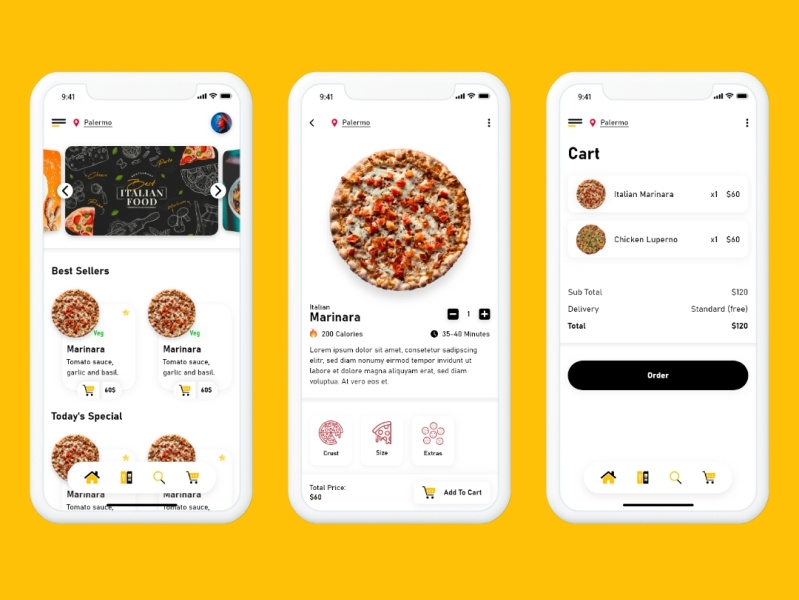 9:41
Palermo
Best
ITALIAN
FOOD
Best Sellers
Veg
Veg
Marinara
Marinara
Tomato sauce,
garlic and basil.
Tomato sauce,
garlic and basil.
60$
60$
Today's Special
Marinara
Marinara
Tomato sauce,
Tomato sauce,
9:41
Palermo
Italian
Marinara
1
200 Calories
35-40 Minutes
Lorem ipsum dolor sit amet, consetetur sadipscing
elitr, sed diam nonumy eirmod tempor invidunt ut
labore et dolore magna aliquyam erat, sed diam
voluptua. At vero eos et
Crust
Size
Extras
Total Price:
$60
Add To Cart
9:41
Palermo
Cart
Italian Marinara x1 $60
Chicken Luperno x1 $60
Sub Total $120
Delivery Standard (free)
Total $120
Order